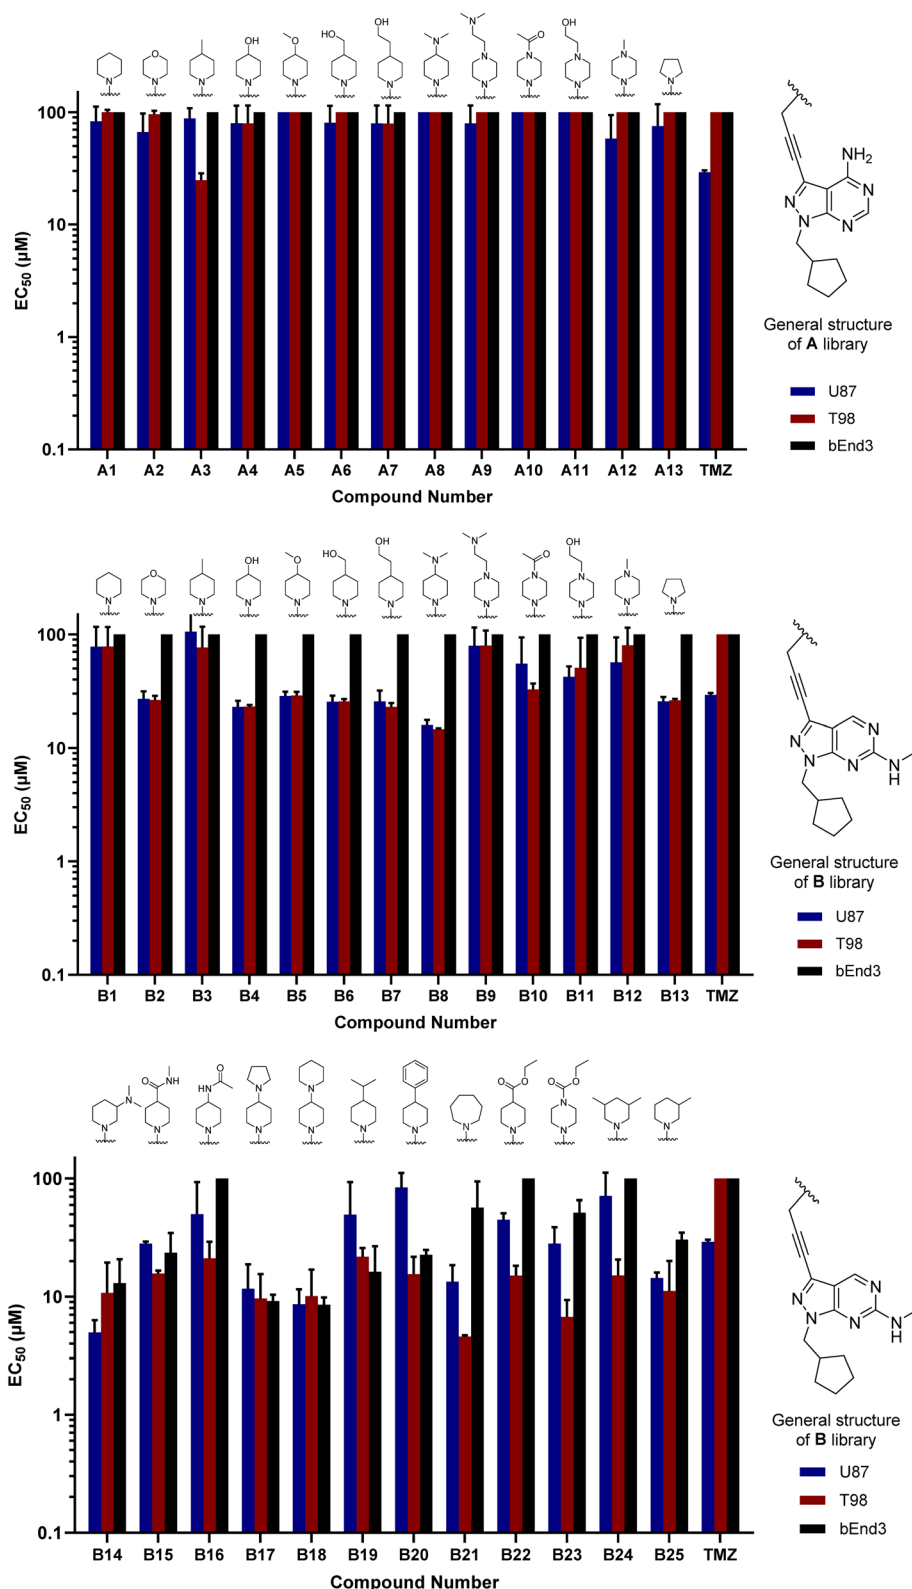 O
OH
O
HO
OH
N
N
O
OH
N
N N N N N N N N N N N N N
100
10
1
0.1
EC50 (µM)
A1 A2 A3 A4 A5 A6 A7 A8 A9 A10 A11 A12 A13 TMZ
Compound Number
NH2
N N
N N
General structure
of A library
U87
T98
bEnd3
O
OH
O
HO
OH
N
N
O
OH
N
N N N N N N N N N N N N N
100
10
1
0.1
EC50 (µM)
B1 B2 B3 B4 B5 B6 B7 B8 B9 B10 B11 B12 B13 TMZ
Compound Number
N N
N N N
H
General structure
of B library
U87
T98
bEnd3
N
O NH
O
HN
N
N
O
O
O O
N
N N N N N N N N N N N N
100
10
1
0.1
EC50 (µM)
B14 B15 B16 B17 B18 B19 B20 B21 B22 B23 B24 B25 TMZ
Compound Number
N N
N N N
H
General structure
of B library
U87
T98
bEnd3